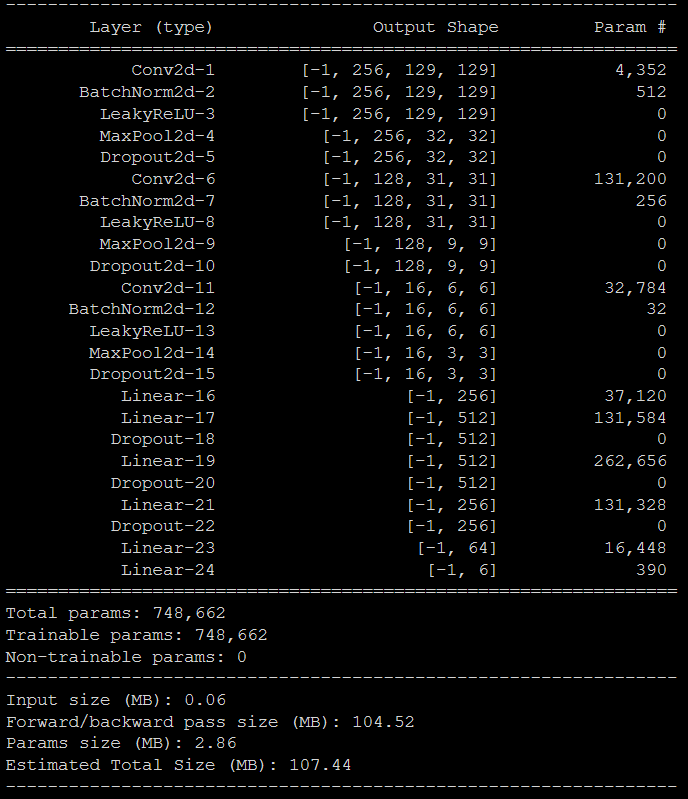 ----------------------------------------------------------------
        Layer (type)               Output Shape         Param #
================================================================
            Conv2d-1        [-1, 256, 129, 129]           4,352
       BatchNorm2d-2        [-1, 256, 129, 129]             512
         LeakyReLU-3        [-1, 256, 129, 129]               0
         MaxPool2d-4          [-1, 256, 32, 32]               0
         Dropout2d-5          [-1, 256, 32, 32]               0
            Conv2d-6          [-1, 128, 31, 31]         131,200
       BatchNorm2d-7          [-1, 128, 31, 31]             256
         LeakyReLU-8          [-1, 128, 31, 31]               0
         MaxPool2d-9            [-1, 128, 9, 9]               0
        Dropout2d-10            [-1, 128, 9, 9]               0
           Conv2d-11             [-1, 16, 6, 6]          32,784
      BatchNorm2d-12             [-1, 16, 6, 6]              32
        LeakyReLU-13             [-1, 16, 6, 6]               0
        MaxPool2d-14             [-1, 16, 3, 3]               0
        Dropout2d-15             [-1, 16, 3, 3]               0
           Linear-16                  [-1, 256]          37,120
           Linear-17                  [-1, 512]         131,584
          Dropout-18                  [-1, 512]               0
           Linear-19                  [-1, 512]         262,656
          Dropout-20                  [-1, 512]               0
           Linear-21                  [-1, 256]         131,328
          Dropout-22                  [-1, 256]               0
           Linear-23                   [-1, 64]          16,448
           Linear-24                    [-1, 6]             390
================================================================
Total params: 748,662
Trainable params: 748,662
Non-trainable params: 0
----------------------------------------------------------------
Input size (MB): 0.06
Forward/backward pass size (MB): 104.52
Params size (MB): 2.86
Estimated Total Size (MB): 107.44
----------------------------------------------------------------